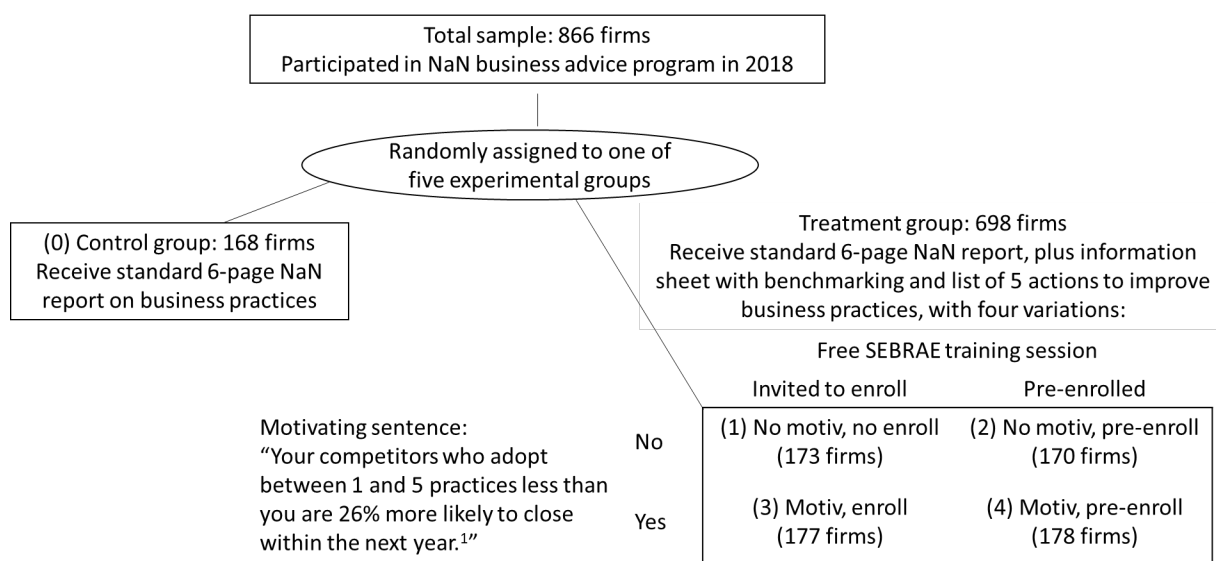 Total sample: 866 firms
Participated in NaN business advice program in 2018
Randomly assigned to one of
five experimental groups
(0) Control group: 168 firms
Receive standard 6-page NaN
report on business practices
Treatment group: 698 firms
Receive standard 6-page NaN report, plus information
sheet with benchmarking and list of 5 actions to improve
business practices, with four variations:
Free SEBRAE training session
Invited to enroll
Pre-enrolled
Motivating sentence:
“Your competitors who adopt
between 1 and 5 practices less than
you are 26% more likely to close
within the next year.¹”
No
(1) No motiv, no enroll
(173 firms)
(2) No motiv, pre-enroll
(170 firms)
Yes
(3) Motiv, enroll
(177 firms)
(4) Motiv, pre-enroll
(178 firms)